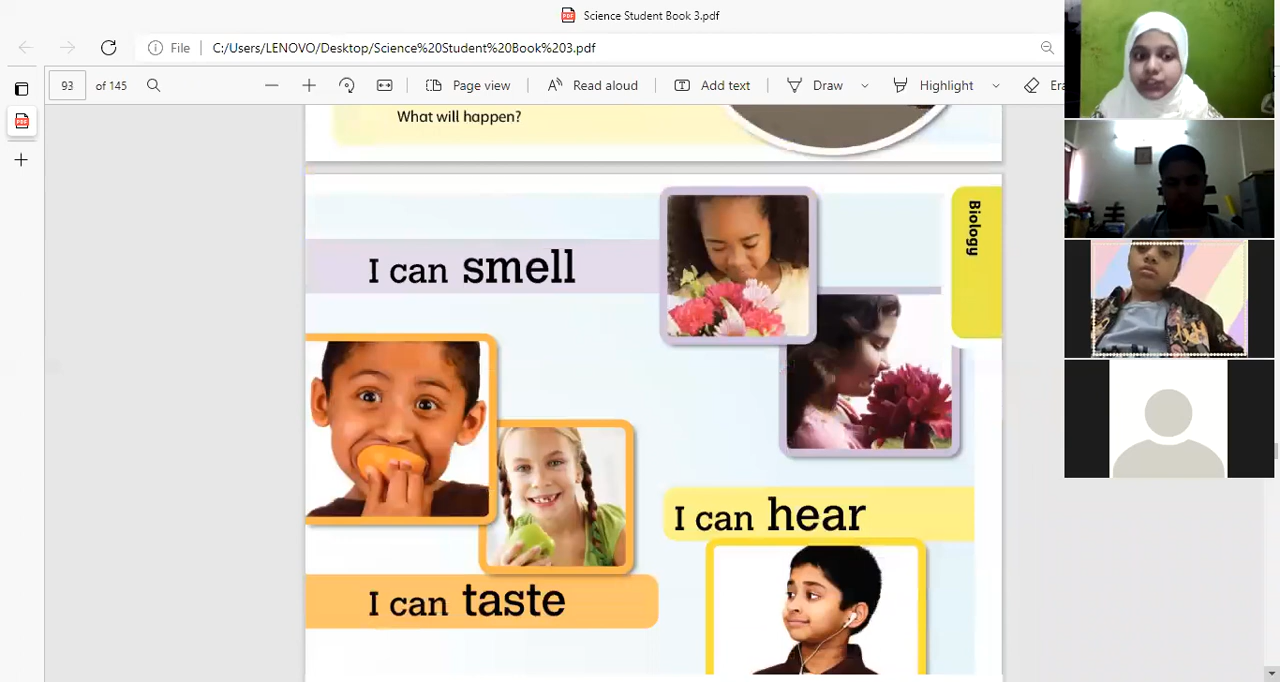 Science Student Book 3.pdf
File
C:/Users/LENOVO/Desktop/Science%20Student%20Book%203.pdf
93 of 145
Page view
Read aloud
Add text
Draw
Highlight
Era
What will happen?
Biology
I can smell
I can hear
I can taste